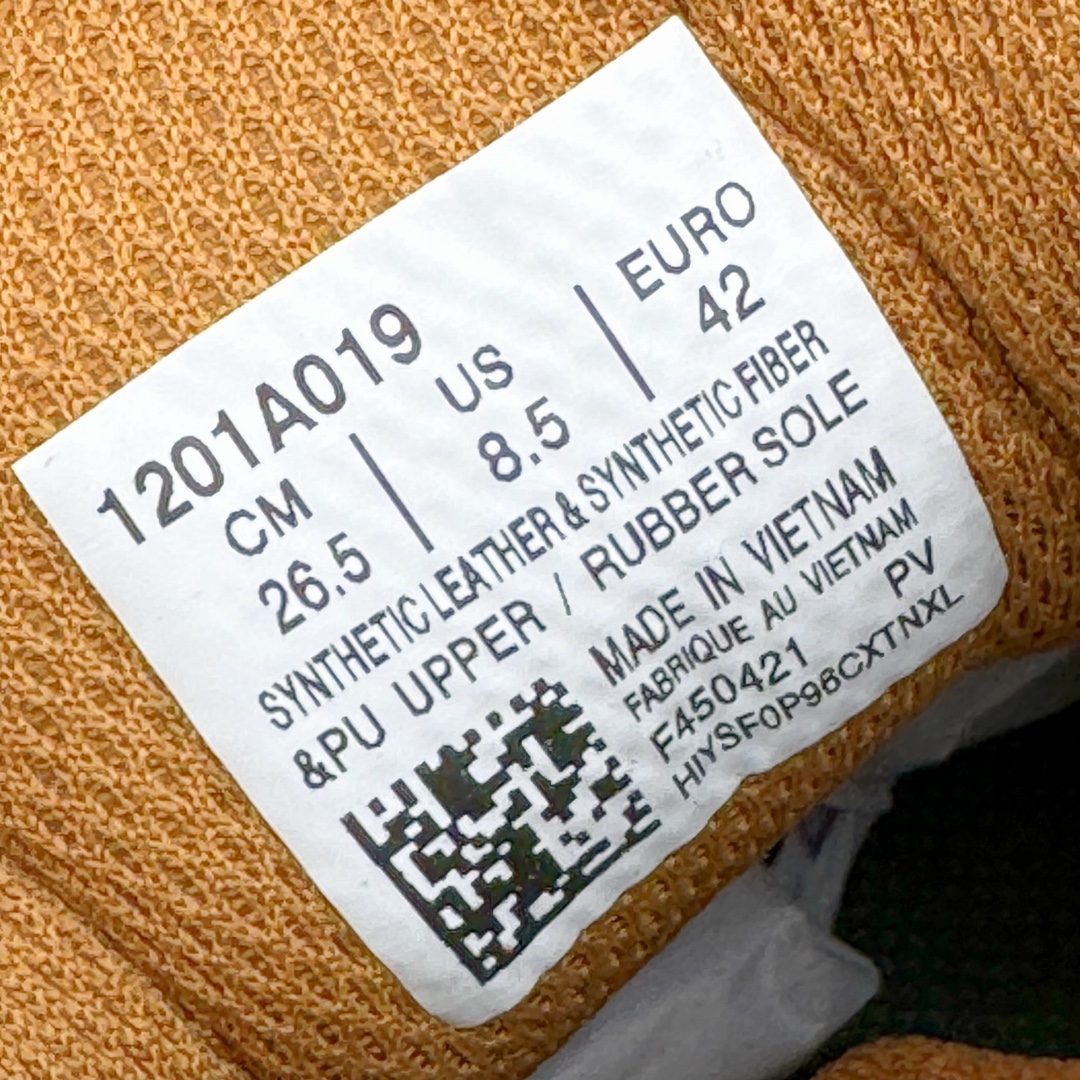 1201A019
CM | US | EURO
26.5 | 8.5 | 42
SYNTHETIC LEATHER & SYNTHETIC FIBER
&PU UPPER / RUBBER SOLE
MADE IN VIETNAM
FABRIQUE AU VIETNAM
F450421 PV
HIYSF0P98CXTNXL